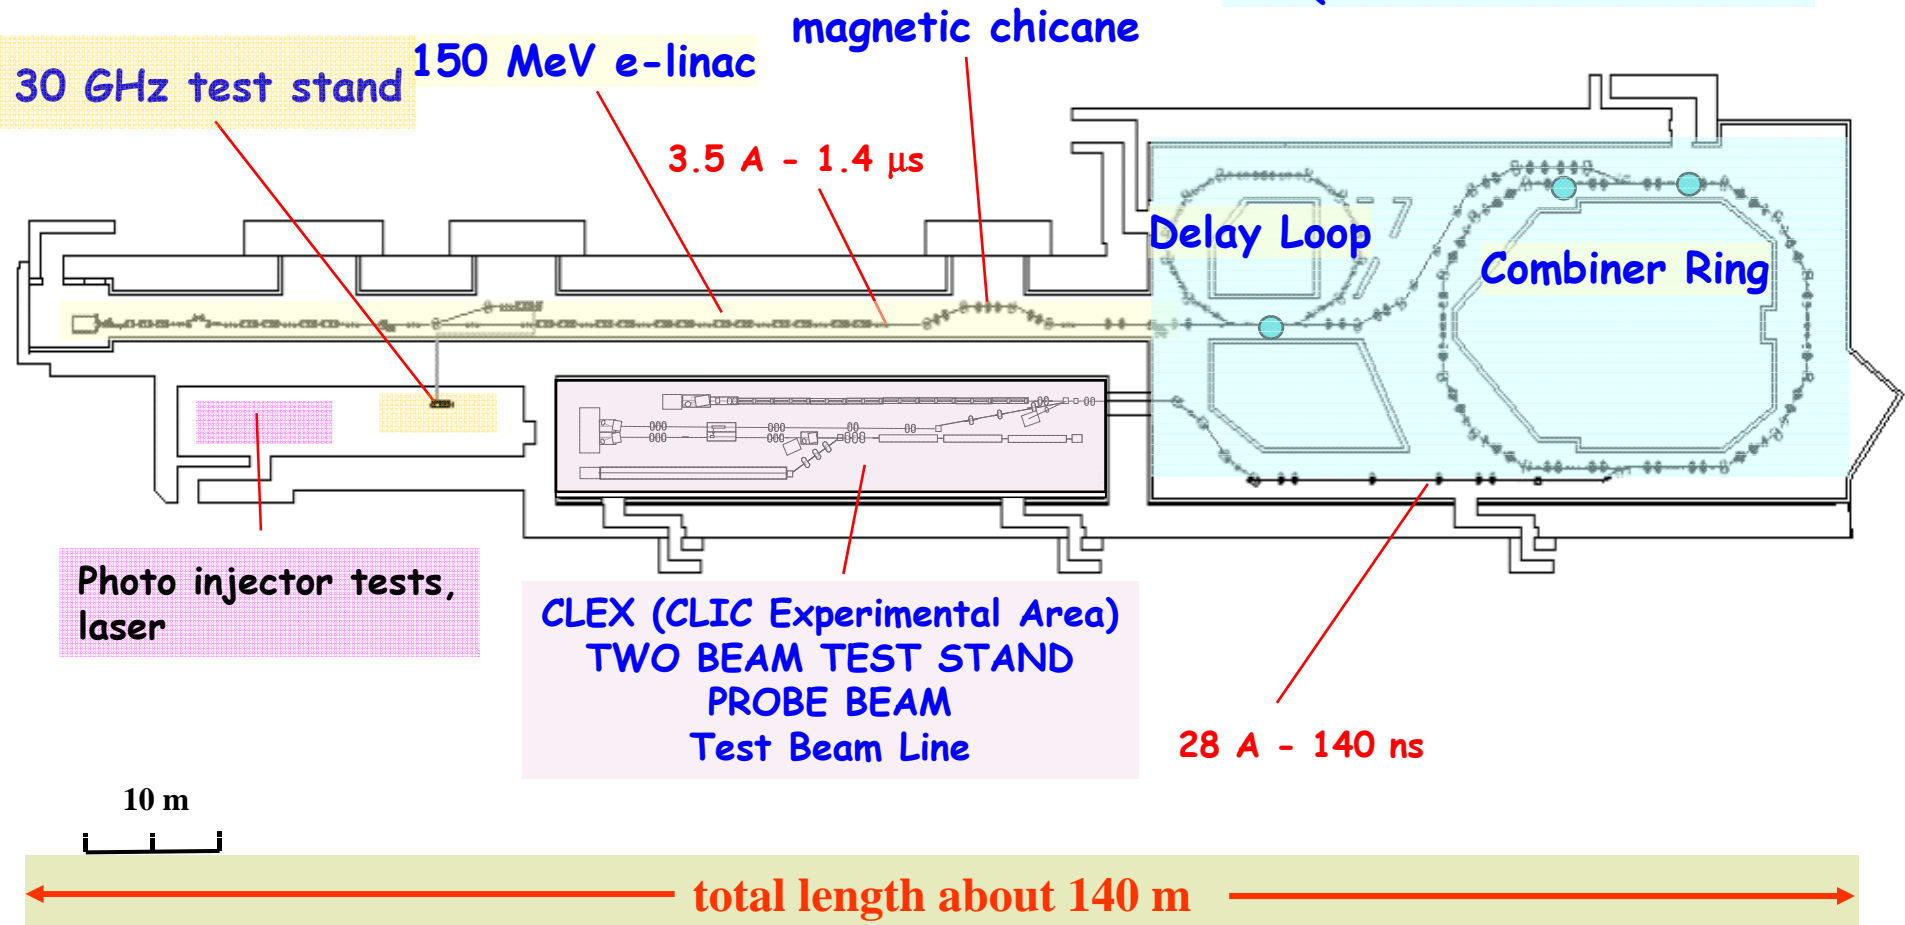 magnetic chicane
150 MeV e-linac
30 GHz test stand
3.5 A - 1.4 μs
Delay Loop
Combiner Ring
Photo injector tests,
laser
CLEX (CLIC Experimental Area)
TWO BEAM TEST STAND
PROBE BEAM
Test Beam Line
28 A - 140 ns
10 m
total length about 140 m